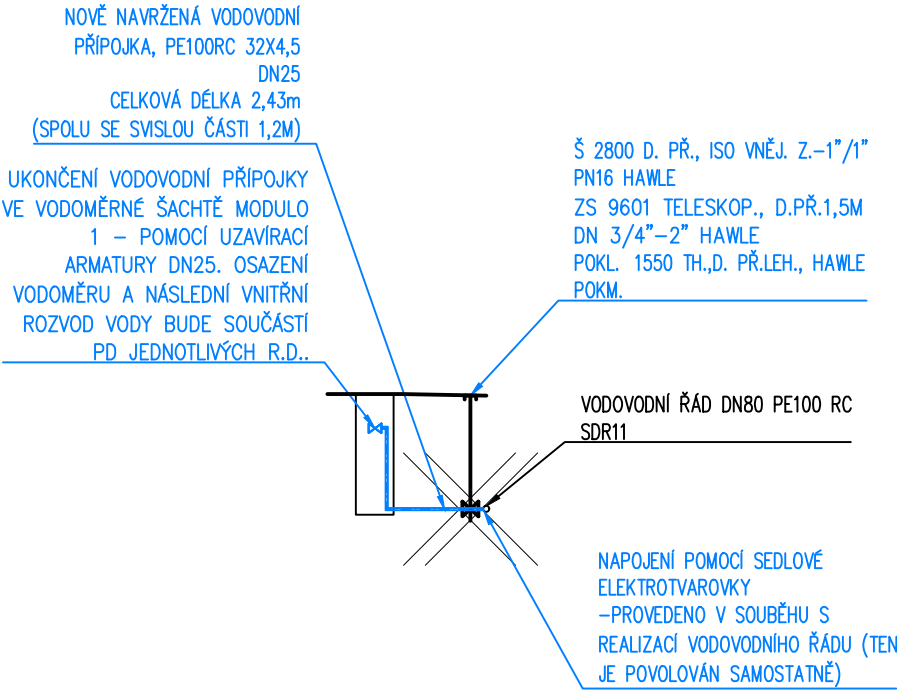 NOVĚ NAVRŽENÁ VODOVODNÍ
PŘÍPOJKA, PE100RC 32X4,5
DN25
CELKOVÁ DÉLKA 2,43m
(SPOLU SE SVISLOU ČÁSTI 1,2M)
UKONČENÍ VODOVODNÍ PŘÍPOJKY
VE VODOMĚRNÉ ŠACHTĚ MODULO
1 – POMOCÍ UZAVÍRACÍ
ARMATURY DN25. OSAZENÍ
VODOMĚRU A NÁSLEDNÍ VNITŘNÍ
ROZVOD VODY BUDE SOUČÁSTÍ
PD JEDNOTLIVÝCH R.D..
Š 2800 D. PŘ., ISO VNĚJ. Z.–1"/1"
PN16 HAWLE
ZS 9601 TELESKOP., D.PŘ.1,5M
DN 3/4"–2" HAWLE
POKL. 1550 TH.,D. PŘ.LEH., HAWLE
POKM.
VODOVODNÍ ŘÁD DN80 PE100 RC
SDR11
NAPOJENÍ POMOCÍ SEDLOVÉ
ELEKTROTVAROVKY
–PROVEDENO V SOUBĚHU S
REALIZACÍ VODOVODNÍHO ŘÁDU (TEN
JE POVOLOVÁN SAMOSTATNĚ)